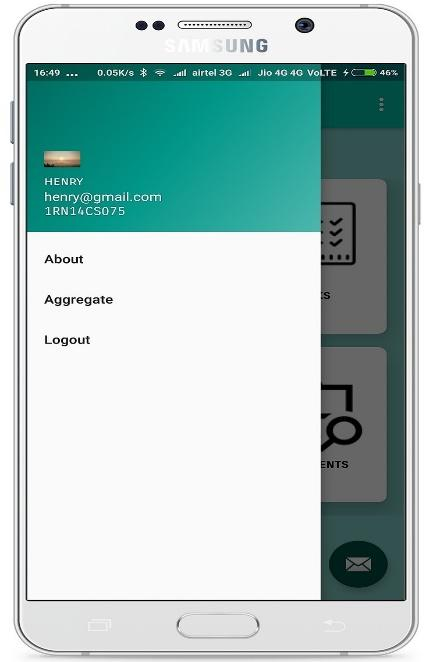 SAMSUNG
16:49 ... 0.05K/s airtel 3G Jio 4G 4G VoLTE 46%
HENRY
henry@gmail.com
1RN14CS075
About
Aggregate
Logout
KS
ENTS